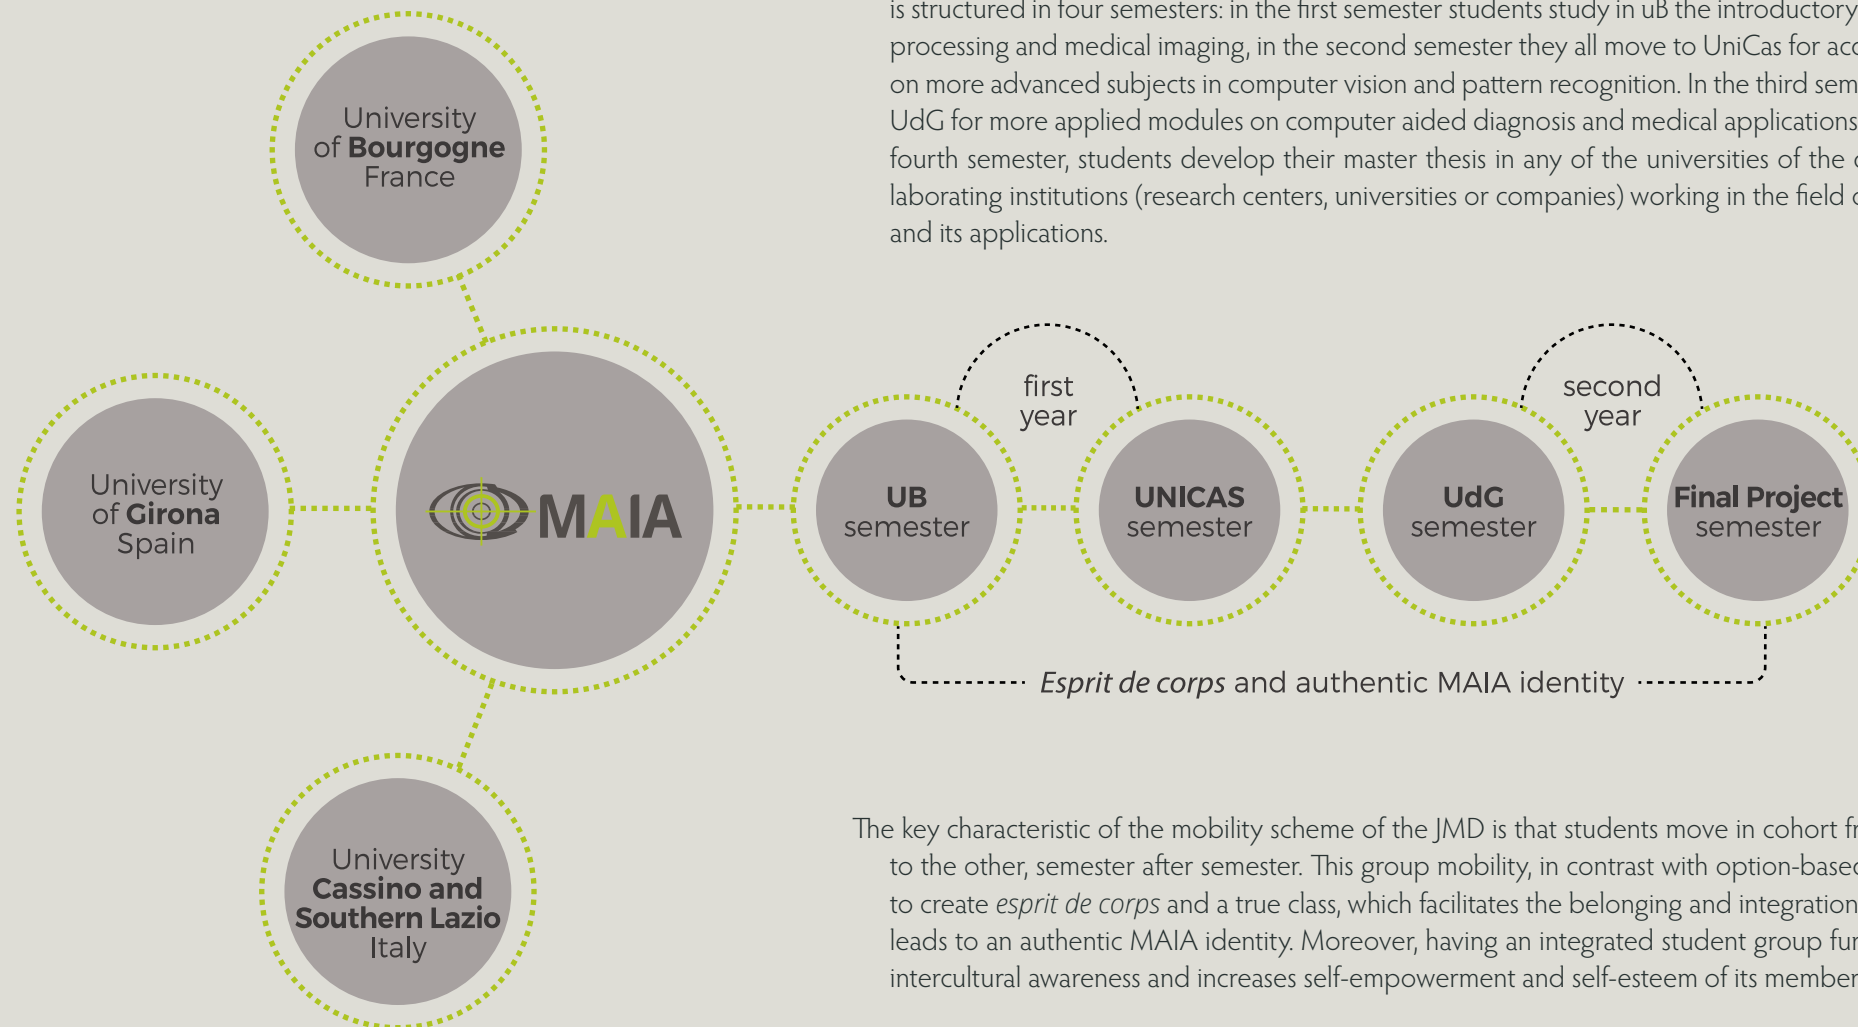 is structured in four semesters: in the first semester students study in uB the introductory
processing and medical imaging, in the second semester they all move to UniCas for
on more advanced subjects in computer vision and pattern recognition. In the third
UdG for more applied modules on computer aided diagnosis and medical applications
fourth semester, students develop their master thesis in any of the universities of the
laborating institutions (research centers, universities or companies) working in the field
and its applications.
University
of Bourgogne
France
University
of Girona
Spain
MAIA
University
Cassino and
Southern Lazio
Italy
first
year
second
year
UB
semester
UNICAS
semester
UdG
semester
Final Project
semester
Esprit de corps and authentic MAIA identity
The key characteristic of the mobility scheme of the JMD is that students move in cohort
to the other, semester after semester. This group mobility, in contrast with option-based
to create esprit de corps and a true class, which facilitates the belonging and integration
leads to an authentic MAIA identity. Moreover, having an integrated student group
intercultural awareness and increases self-empowerment and self-esteem of its member